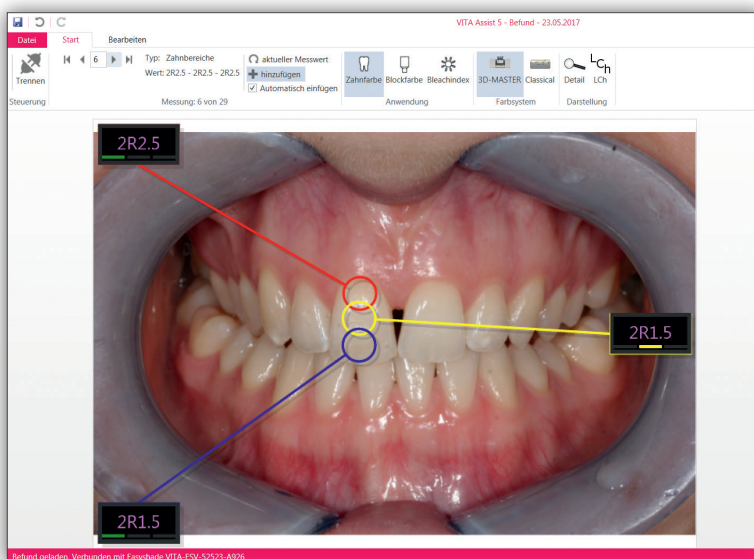 VITA Assist 5 - Befund - 23.05.2017
Datei Start Bearbeiten
Trennen
Steuerung
6
Typ: Zahnbereiche
Wert: 2R2.5 - 2R2.5 - 2R2.5
aktueller Messwert
hinzufügen
Automatisch einfügen
Messung: 6 von 29
Zahnfarbe Blockfarbe Bleachindex
Anwendung
3D-MASTER Classical
Farbsystem
Detail LCh
Darstellung
LCh
2R2.5
2R1.5
2R1.5
Befund geladen. Verbunden mit Easyshade VITA-ESV-52523-A926